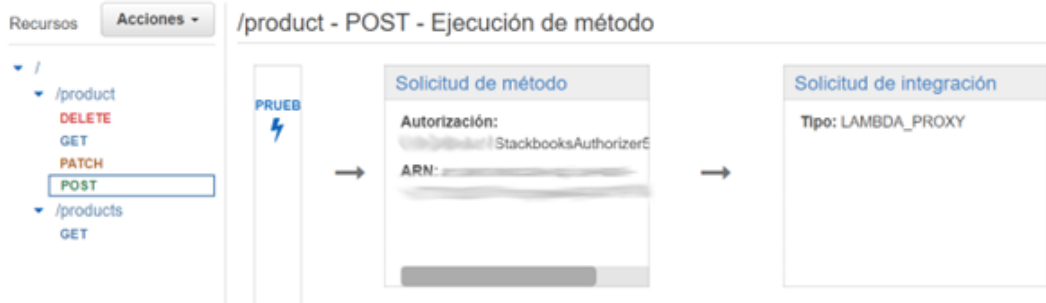 Recursos
Acciones
/product - POST - Ejecución de método
/
/product
DELETE
GET
PATCH
POST
/products
GET
PRUEB
Solicitud de método
Autorización:
StackbooksAuthorizer5
ARN:
Solicitud de integración
Tipo: LAMBDA_PROXY